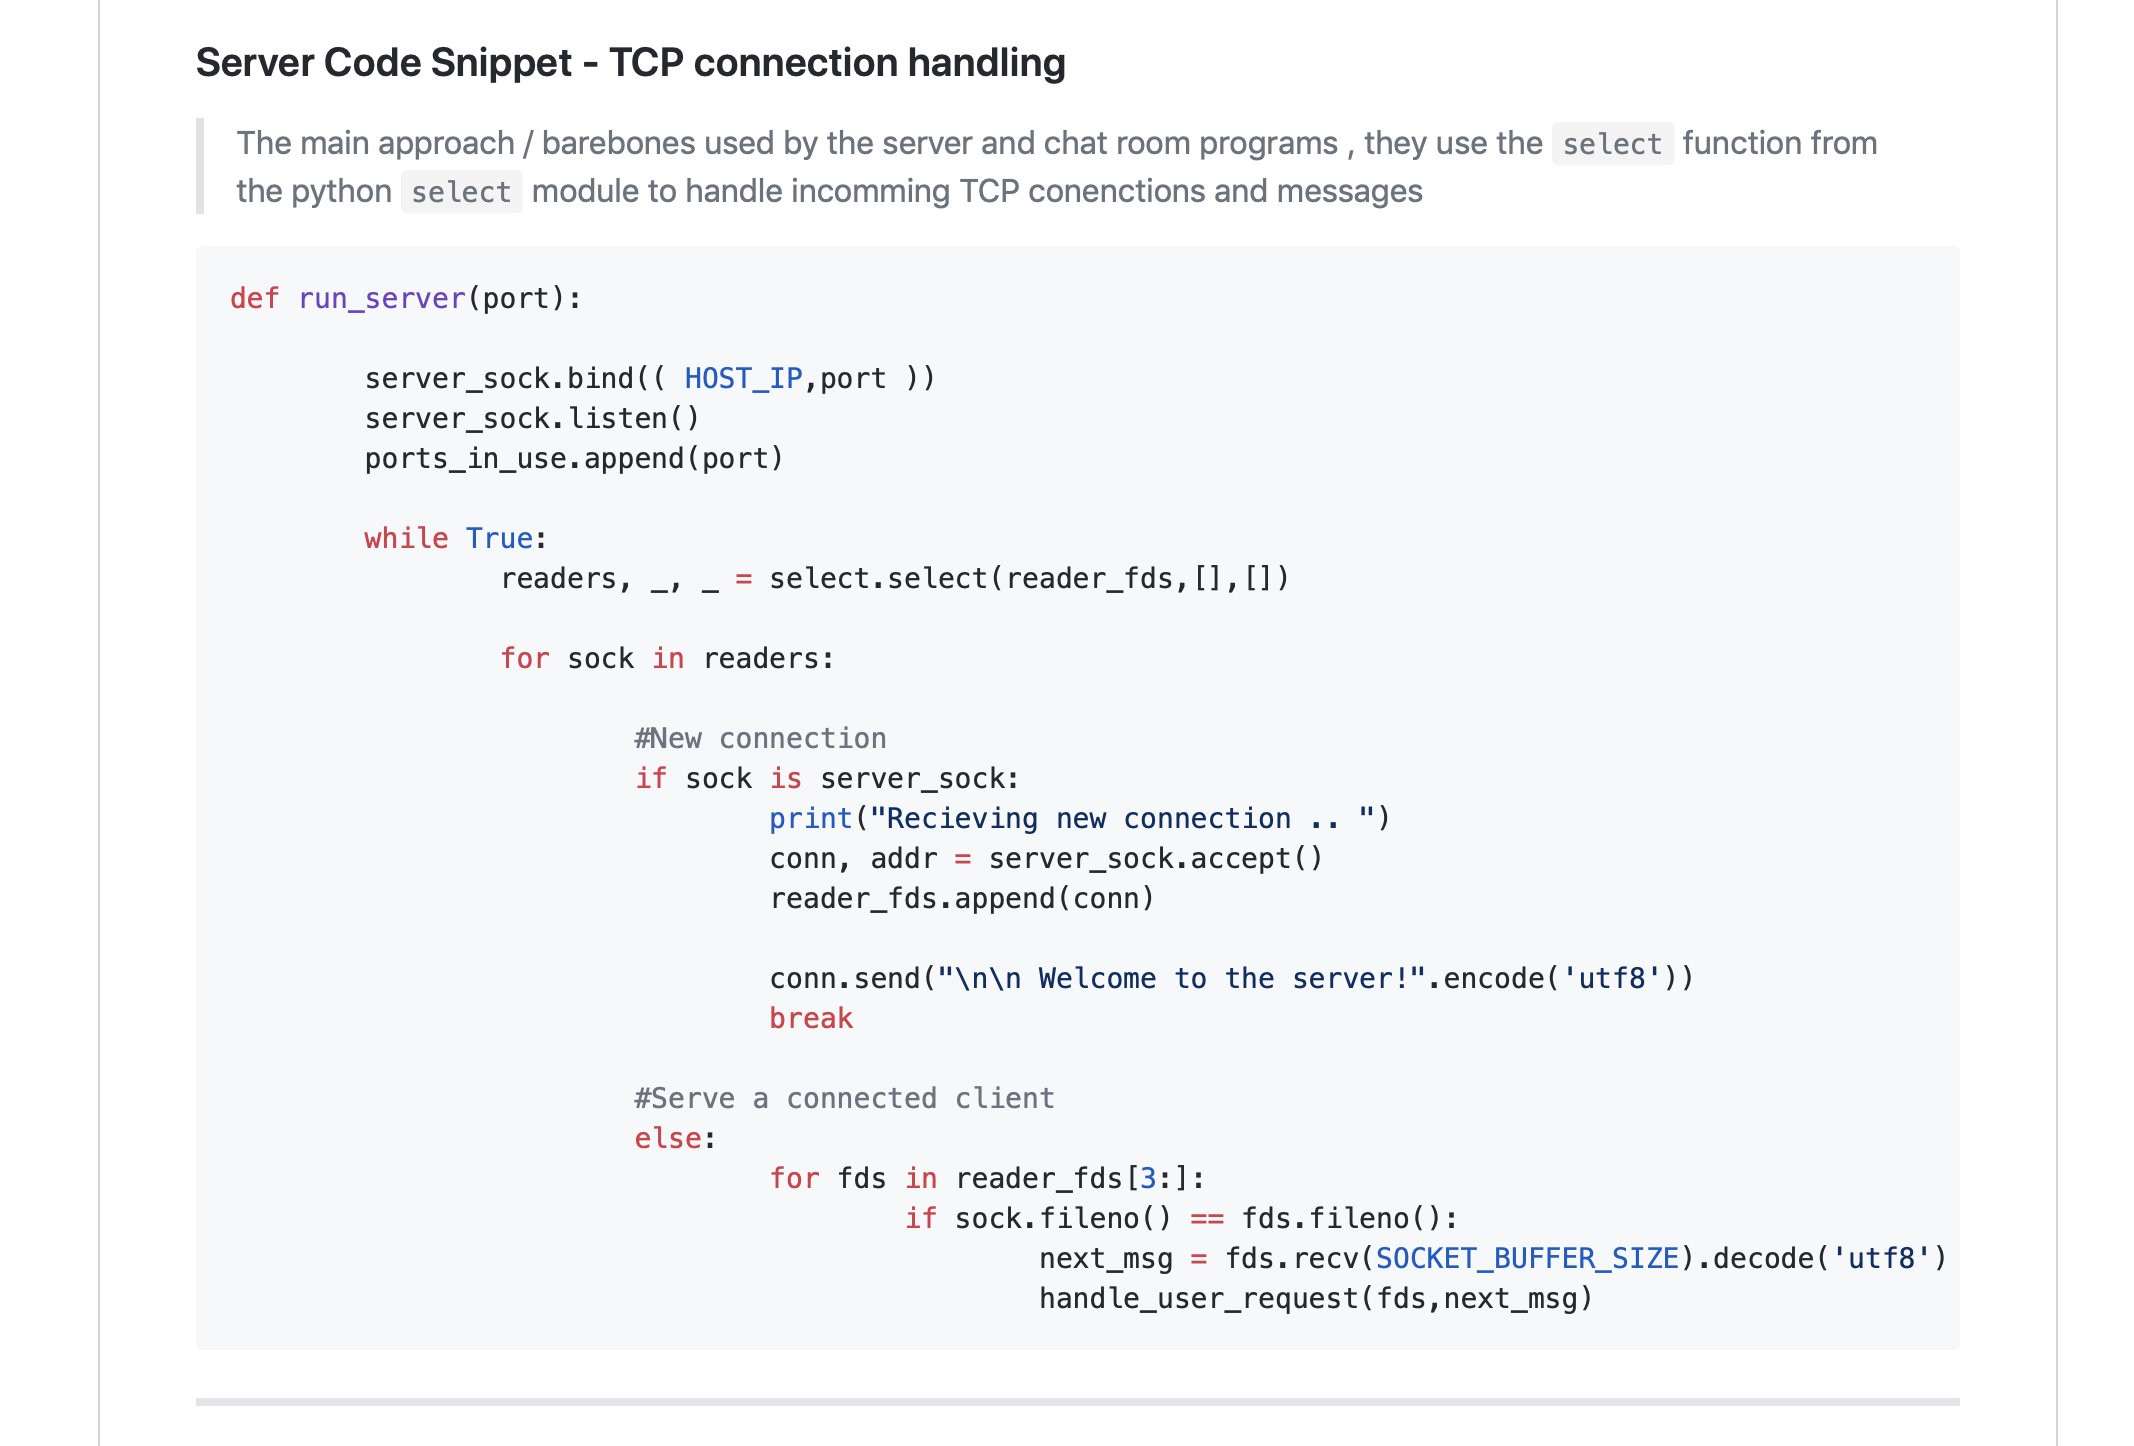 Server Code Snippet - TCP connection handling
The main approach / barebones used by the server and chat room programs , they use the select function from
the python select module to handle incomming TCP conenctions and messages
def run_server(port):
        server_sock.bind(( HOST_IP,port ))
        server_sock.listen()
        ports_in_use.append(port)
        while True:
                readers, _, _ = select.select(reader_fds,[],[])
                for sock in readers:
                        #New connection
                        if sock is server_sock:
                                print("Recieving new connection .. ")
                                conn, addr = server_sock.accept()
                                reader_fds.append(conn)
                                conn.send("\n\n Welcome to the server!".encode('utf8'))
                                break
                        #Serve a connected client
                        else:
                                for fds in reader_fds[3:]:
                                        if sock.fileno() == fds.fileno():
                                                next_msg = fds.recv(SOCKET_BUFFER_SIZE).decode('utf8')
                                                handle_user_request(fds,next_msg)